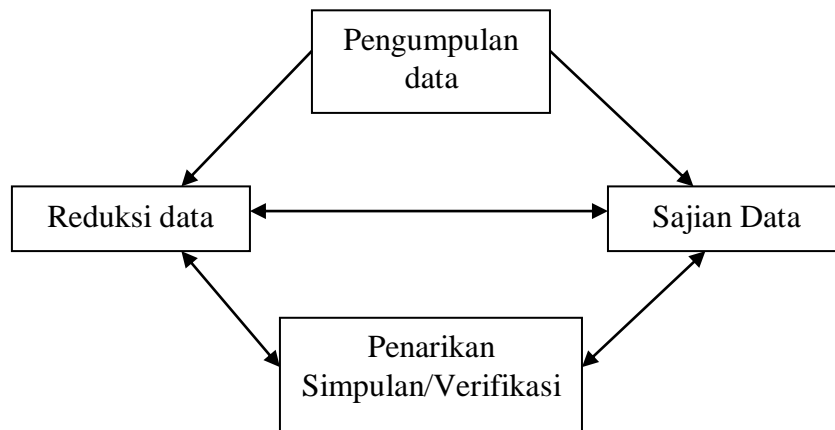 Pengumpulan
data
Reduksi data
Sajian Data
Penarikan
Simpulan/Verifikasi